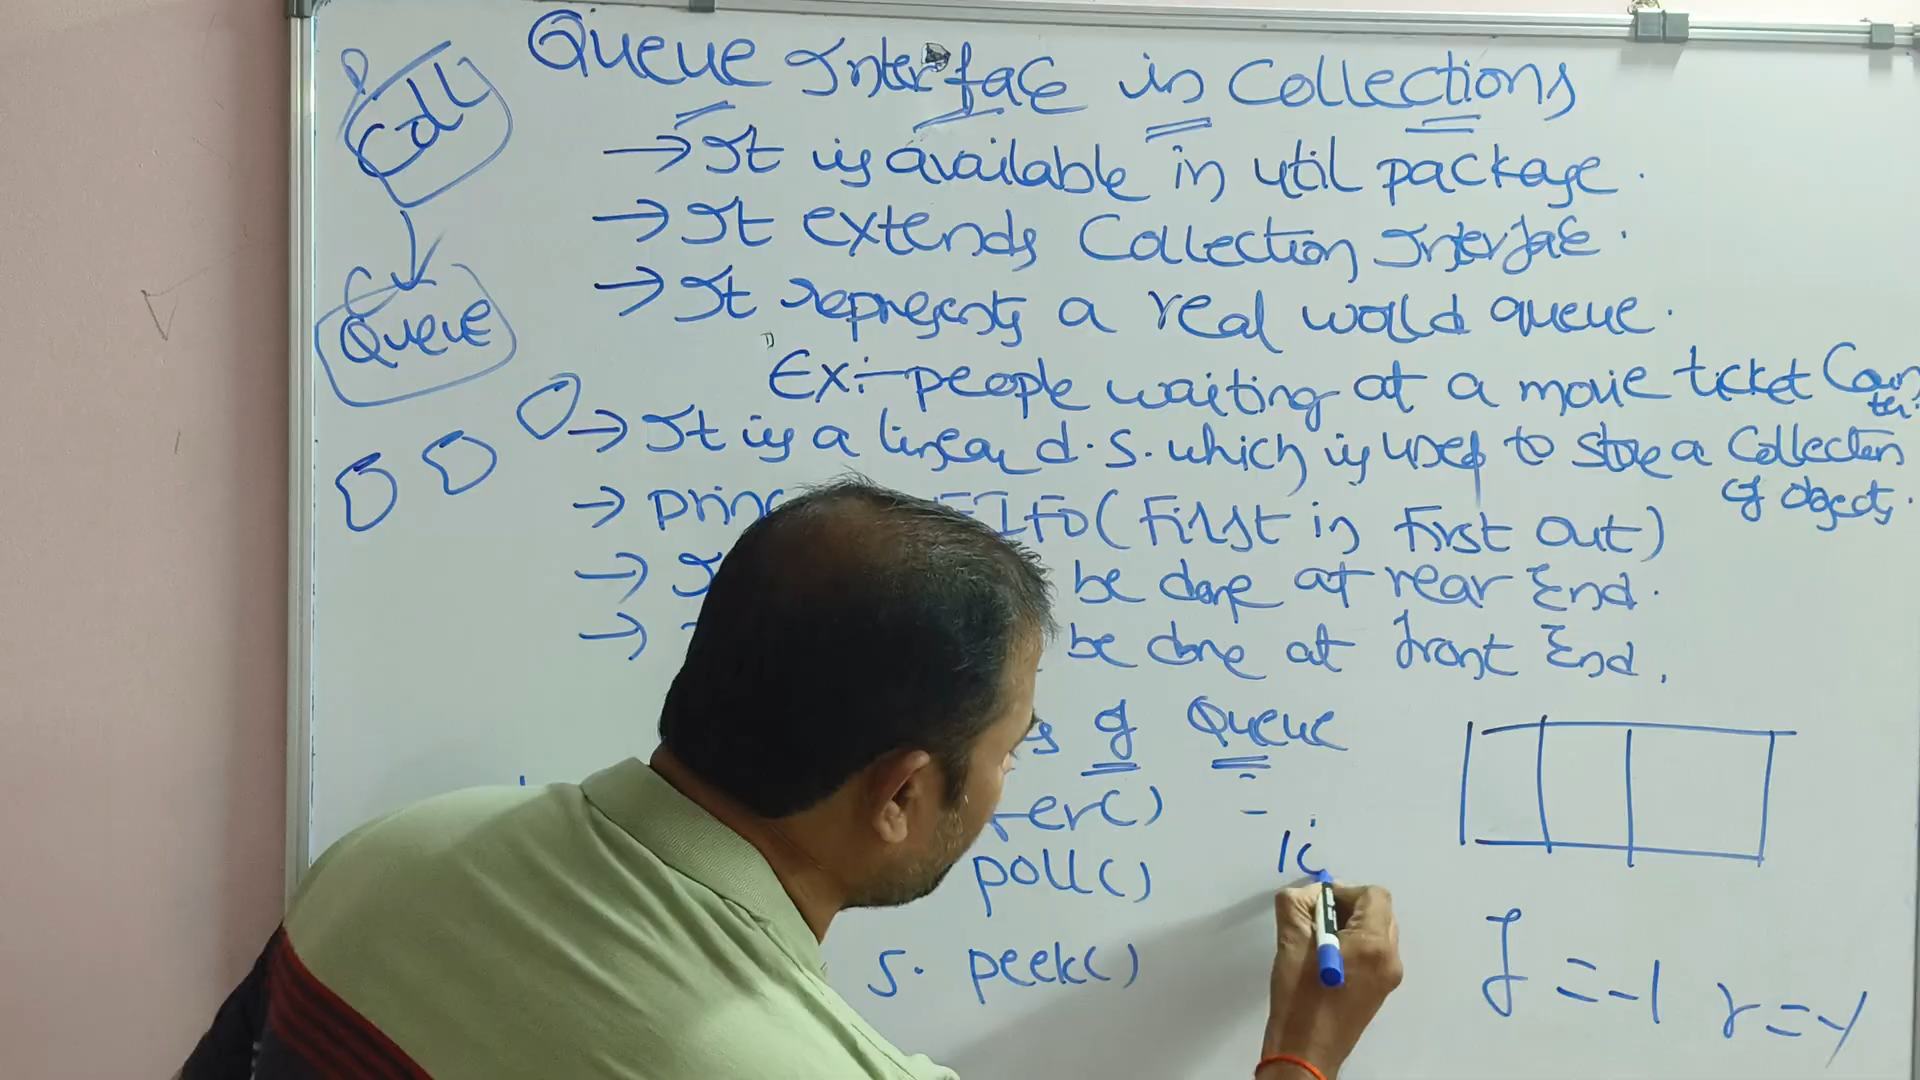 Queue Interface in Collections
Coll
→ It is available in util package.
→ It extends Collection Interface.
→ It represents a real world queue.
Queue
Ex:- people waiting at a movie ticket Counter.
→ It is a linear d.s. which is used to store a Collection of objects.
→ FIFO (First in First out)
→ be done at rear End.
→ be done at front End.
of Queue
poll()
5. peek()
f = -1 r = -1